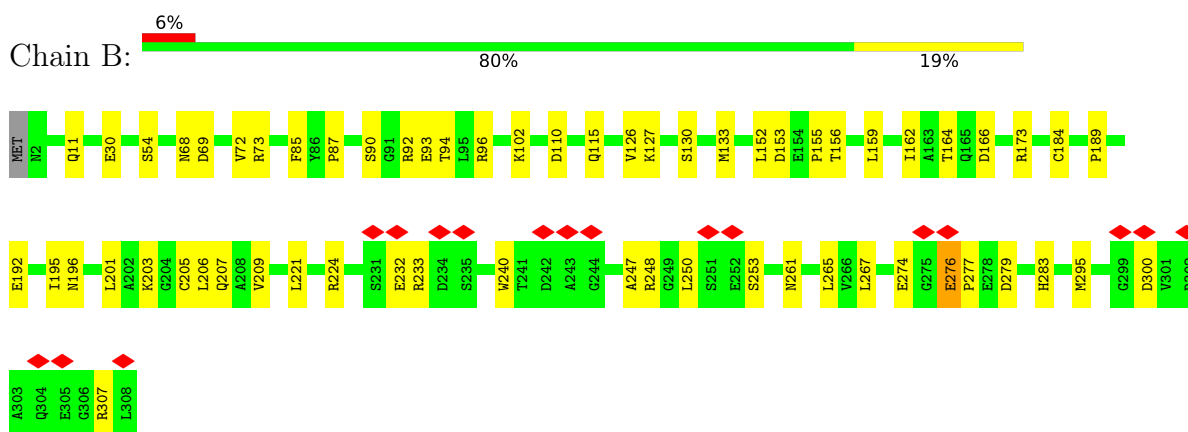 6%
Chain B:
80% 19%
MET N2 Q11 E30 S54 N68 D69 V72 R73 F85 Y86 P87 S90 G91 R92 E93 T94 L95 R96 K102 D110 Q115 V126 K127 S130 M133 L152 D153 E154 P155 T156 L159 I162 A163 T164 Q165 D166 R173 C184 P189
E192 I195 N196 L201 A202 K203 G204 C205 L206 Q207 A208 V209 L221 R224 S231 E232 R233 D234 S235 W240 T241 D242 A243 G244 A247 R248 G249 L250 S251 E252 S253 N261 L265 V266 L267 E274 G275 E276 P277 E278 D279 H283 M295 G299 D300 V301
A303 Q304 E305 G306 R307 L308